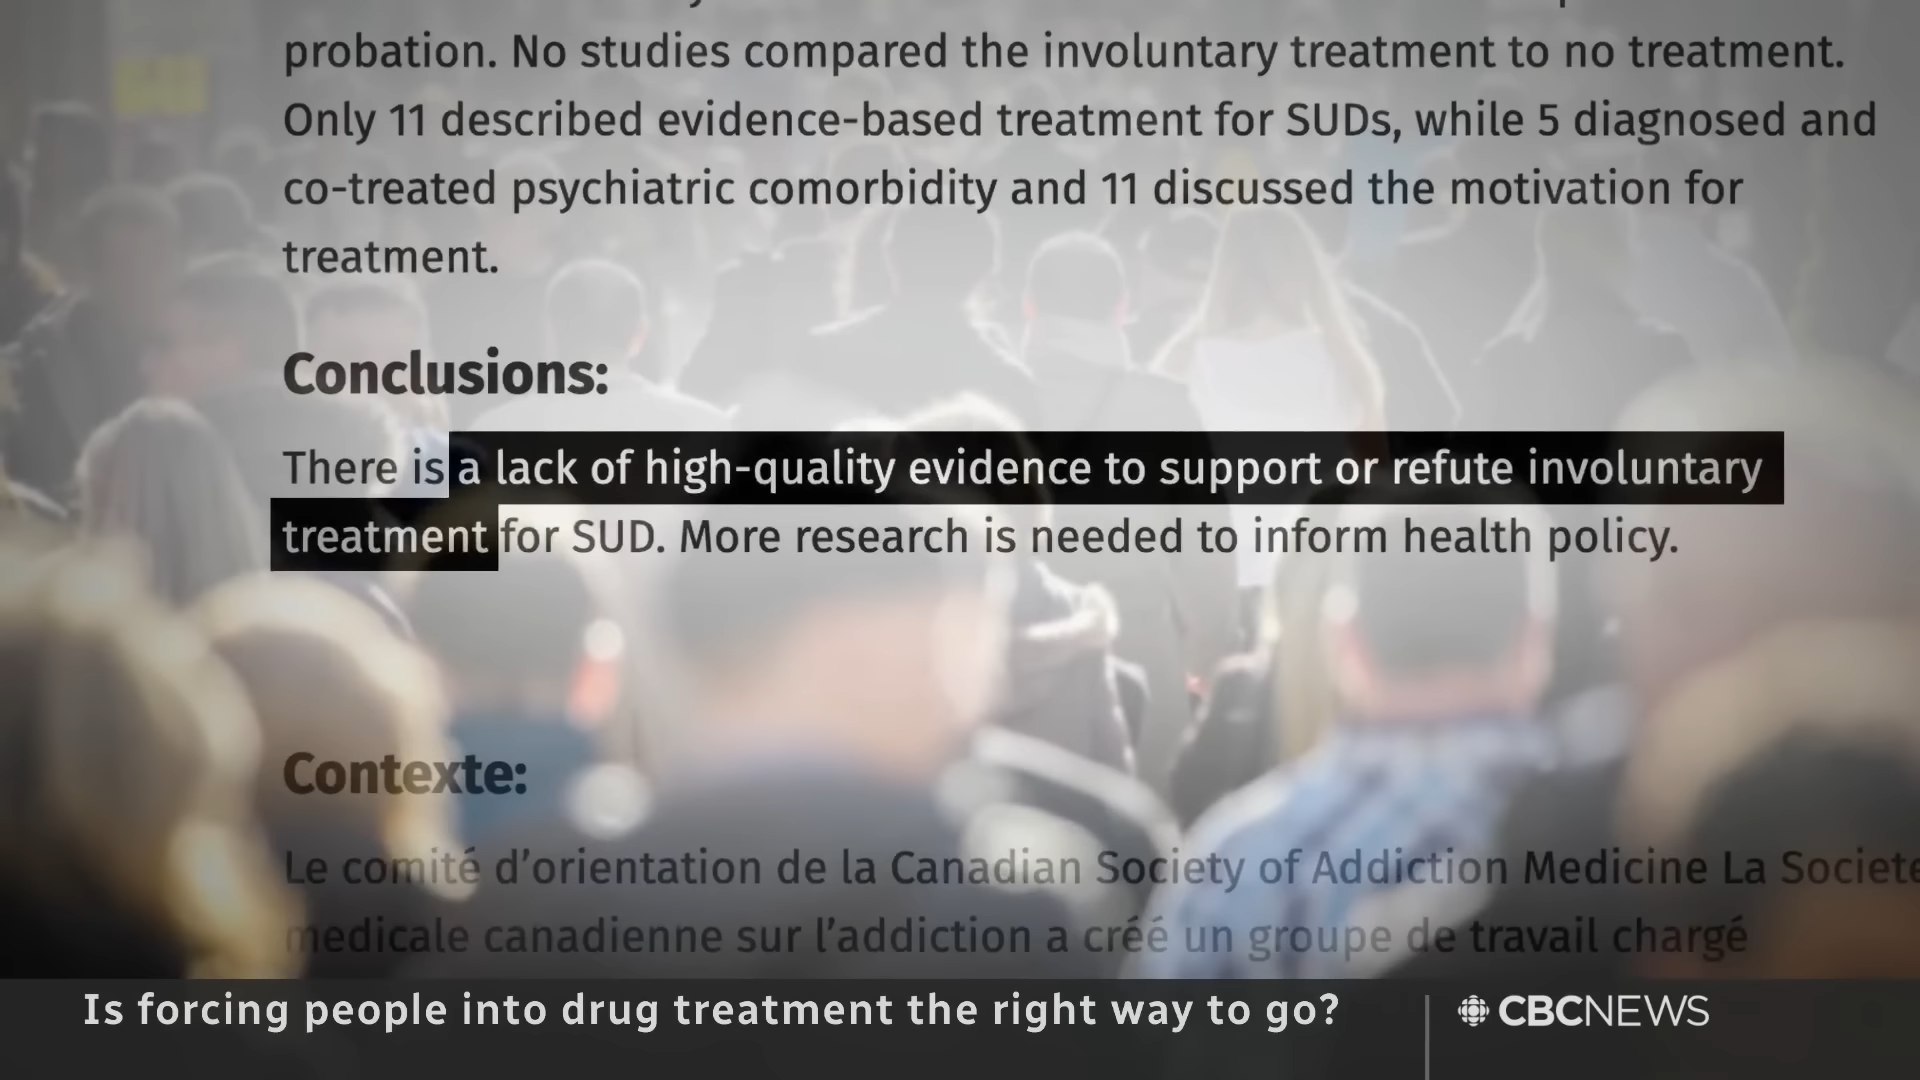 probation. No studies compared the involuntary treatment to no treatment.
Only 11 described evidence-based treatment for SUDs, while 5 diagnosed and
co-treated psychiatric comorbidity and 11 discussed the motivation for
treatment.
Conclusions:
There is a lack of high-quality evidence to support or refute involuntary
treatment for SUD. More research is needed to inform health policy.
Contexte:
Le comité d’orientation de la Canadian Society of Addiction Medicine La Societe
medicale canadienne sur l’addiction a créé un groupe de travail chargé
Is forcing people into drug treatment the right way to go?
CBCNEWS